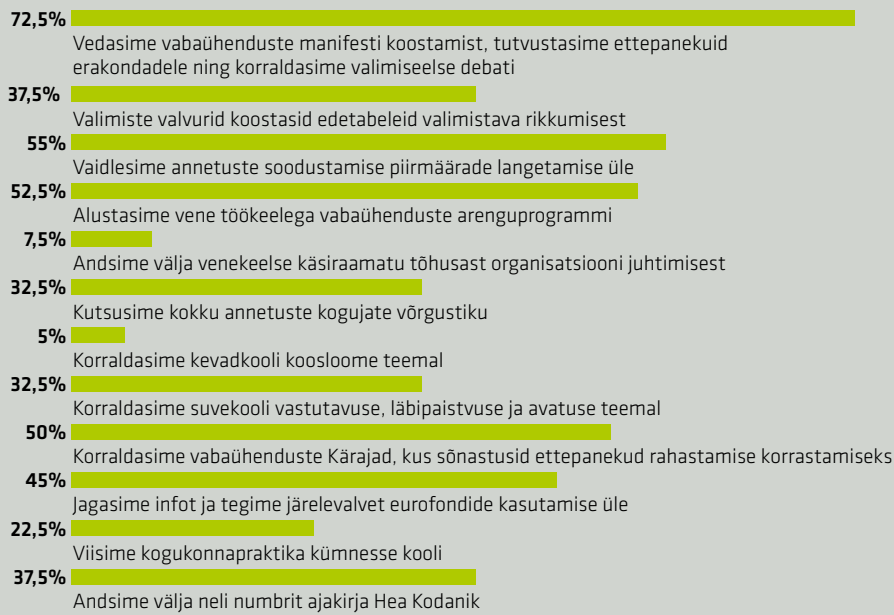 72,5%
Vedasime vabaühenduste manifesti koostamist, tutvustasime ettepanekuid
erakondadele ning korraldasime valimiseelse debati
37,5%
Valimiste valvurid koostasid edetabeleid valimistava rikkumisest
55%
Vaidlesime annetuste soodustamise piirmäärade langetamise üle
52,5%
Alustasime vene töökeelega vabaühenduste arenguprogrammi
7,5%
Andsime välja venekeelse käsiraamatu tõhusast organisatsiooni juhtimisest
32,5%
Kutsusime kokku annetuste kogujate võrgustiku
5%
Korraldasime kevadkooli koosloome teemal
32,5%
Korraldasime suvekooli vastutavuse, läbipaistvuse ja avatuse teemal
50%
Korraldasime vabaühenduste Kärajad, kus sõnastusid ettepanekud rahastamise korrastamiseks
45%
Jagasime infot ja tegime järelevalvet eurofondide kasutamise üle
22,5%
Viisime kogukonnapraktika kümnesse kooli
37,5%
Andsime välja neli numbrit ajakirja Hea Kodanik